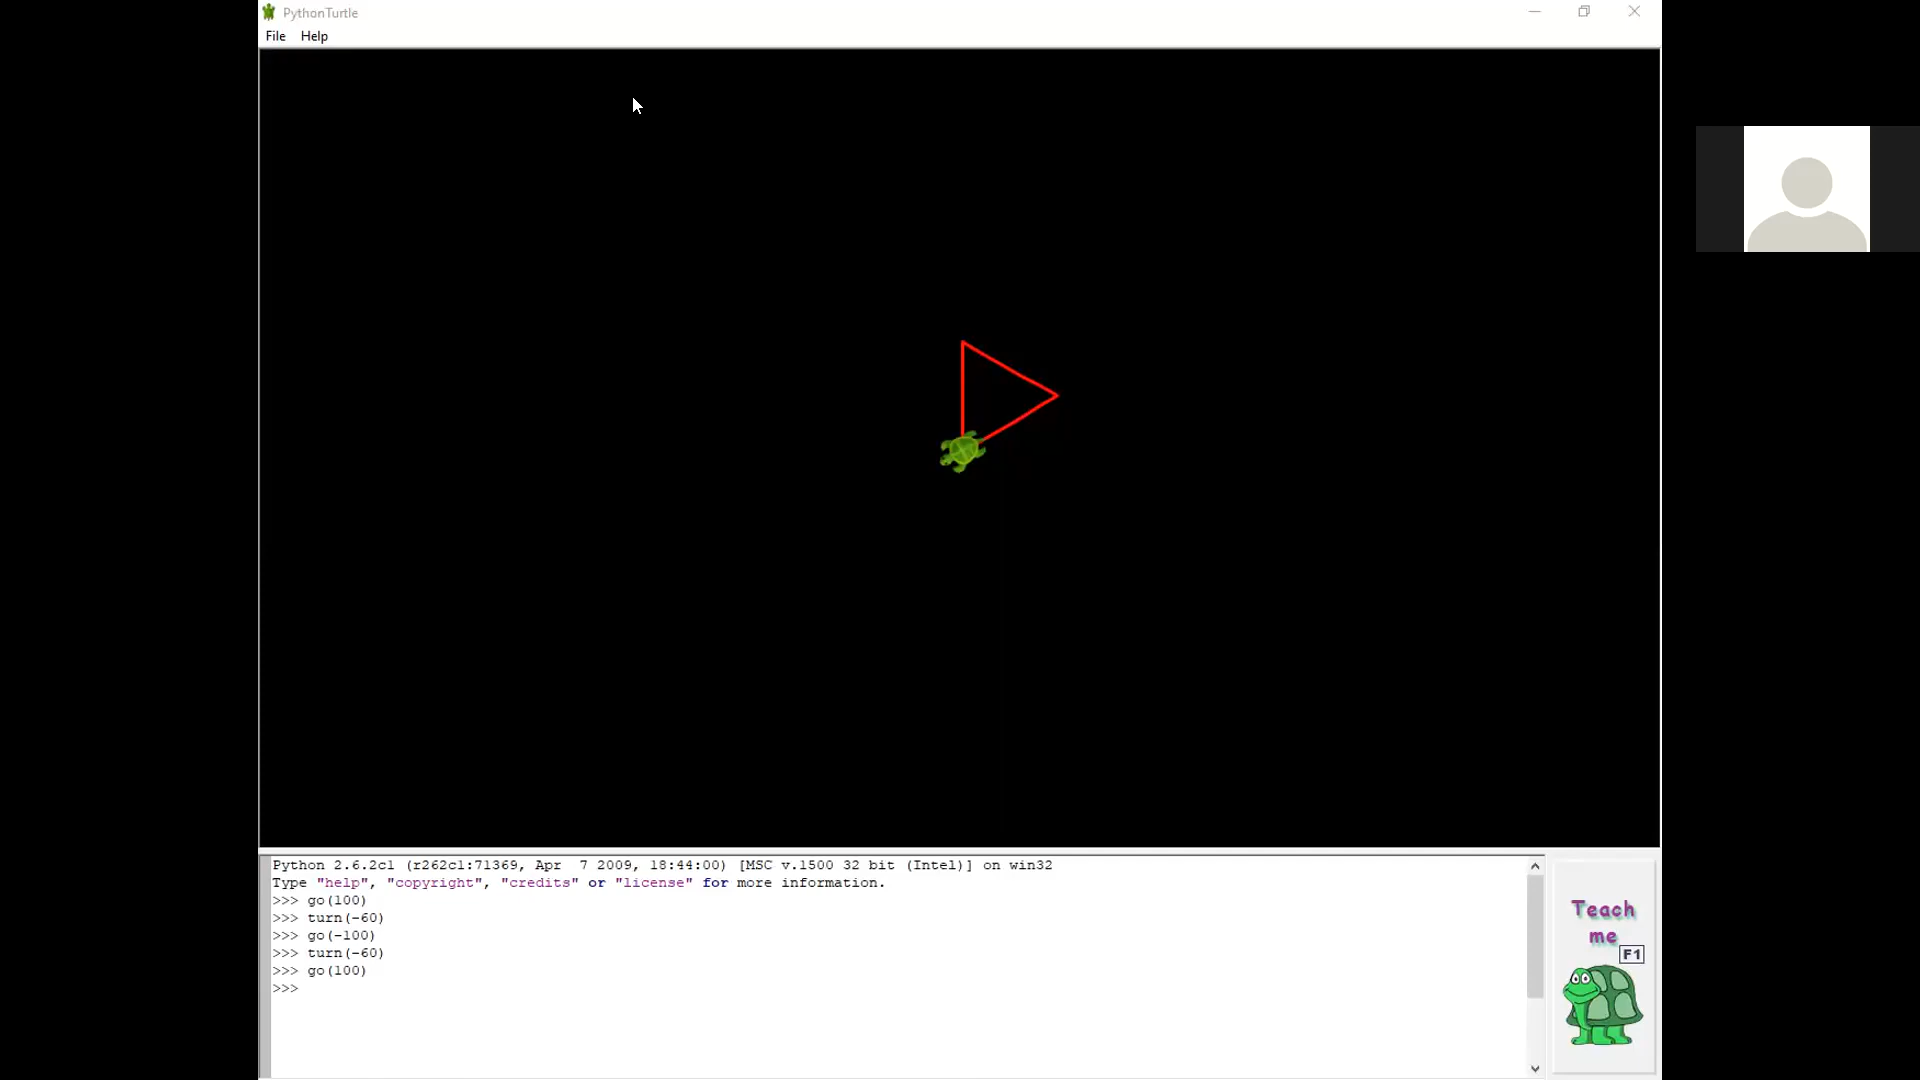 PythonTurtle
File Help
Python 2.6.2c1 (r262c1:71369, Apr  7 2009, 18:44:00) [MSC v.1500 32 bit (Intel)] on win32
Type "help", "copyright", "credits" or "license" for more information.
>>> go(100)
>>> turn(-60)
>>> go(-100)
>>> turn(-60)
>>> go(100)
>>>
Teach
me
F1